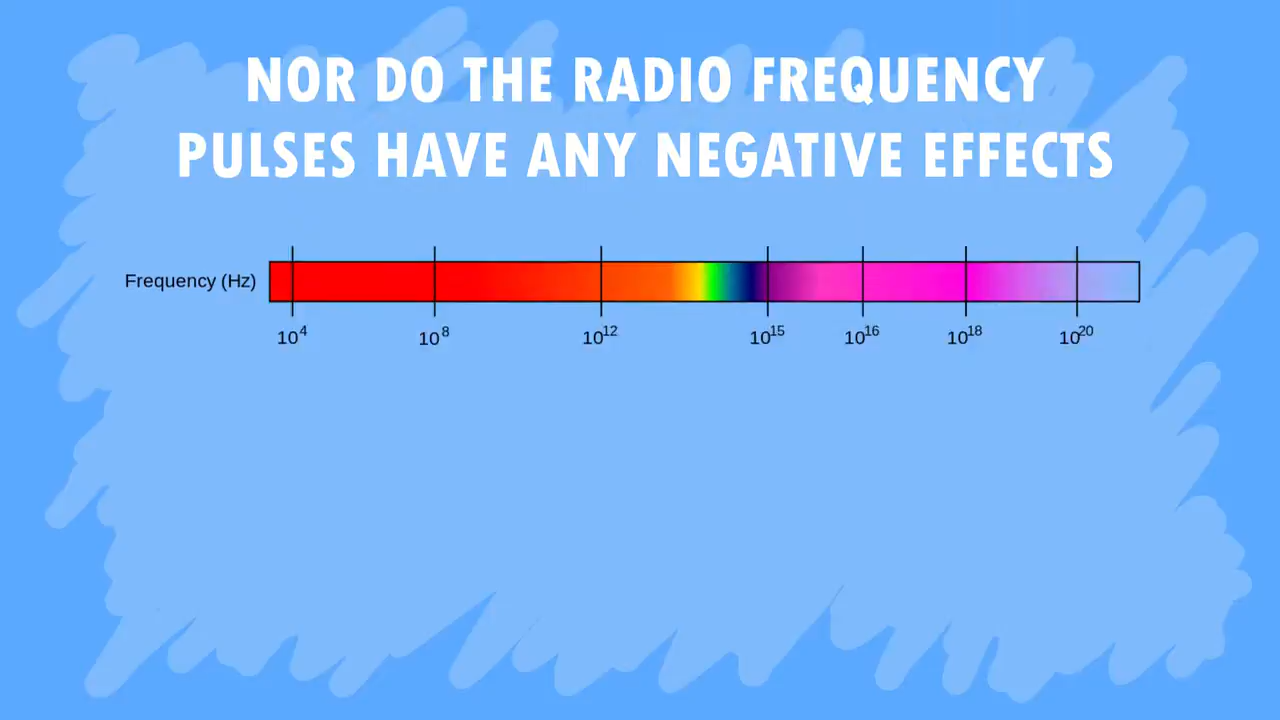 NOR DO THE RADIO FREQUENCY
PULSES HAVE ANY NEGATIVE EFFECTS
Frequency (Hz)
10⁴ 10⁸ 10¹² 10¹⁵ 10¹⁶ 10¹⁸ 10²⁰